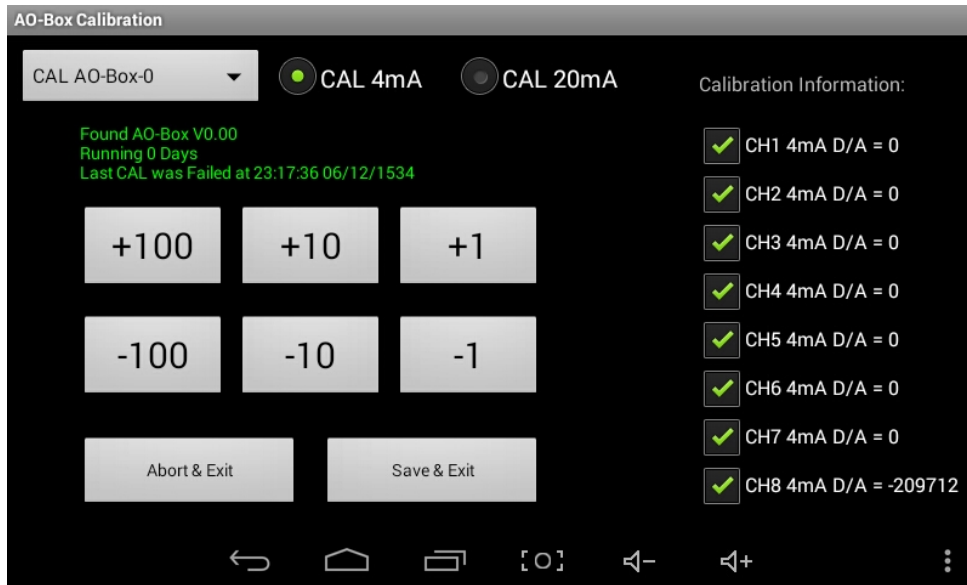 AO-Box Calibration
CAL AO-Box-0
CAL 4mA
CAL 20mA
Calibration Information:
Found AO-Box V0.00
Running 0 Days
Last CAL was Failed at 23:17:36 06/12/1534
+100
+10
+1
-100
-10
-1
Abort & Exit
Save & Exit
CH1 4mA D/A = 0
CH2 4mA D/A = 0
CH3 4mA D/A = 0
CH4 4mA D/A = 0
CH5 4mA D/A = 0
CH6 4mA D/A = 0
CH7 4mA D/A = 0
CH8 4mA D/A = -209712